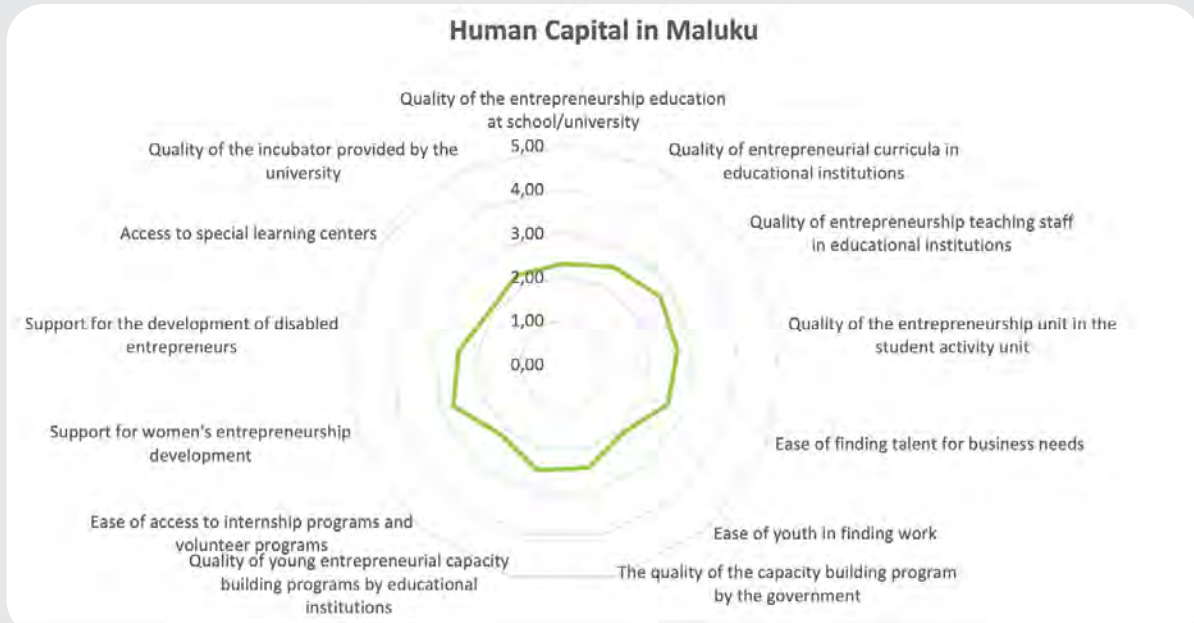 Human Capital in Maluku
Quality of the entrepreneurship education
at school/university
Quality of entrepreneurial curricula in
educational institutions
Quality of entrepreneurship teaching staff
in educational institutions
Quality of the entrepreneurship unit in the
student activity unit
Ease of finding talent for business needs
Ease of youth in finding work
The quality of the capacity building program
by the government
Quality of young entrepreneurial capacity
building programs by educational
institutions
Ease of access to internship programs and
volunteer programs
Support for women's entrepreneurship
development
Support for the development of disabled
entrepreneurs
Access to special learning centers
Quality of the incubator provided by the
university
5,00
4,00
3,00
2,00
1,00
0,00